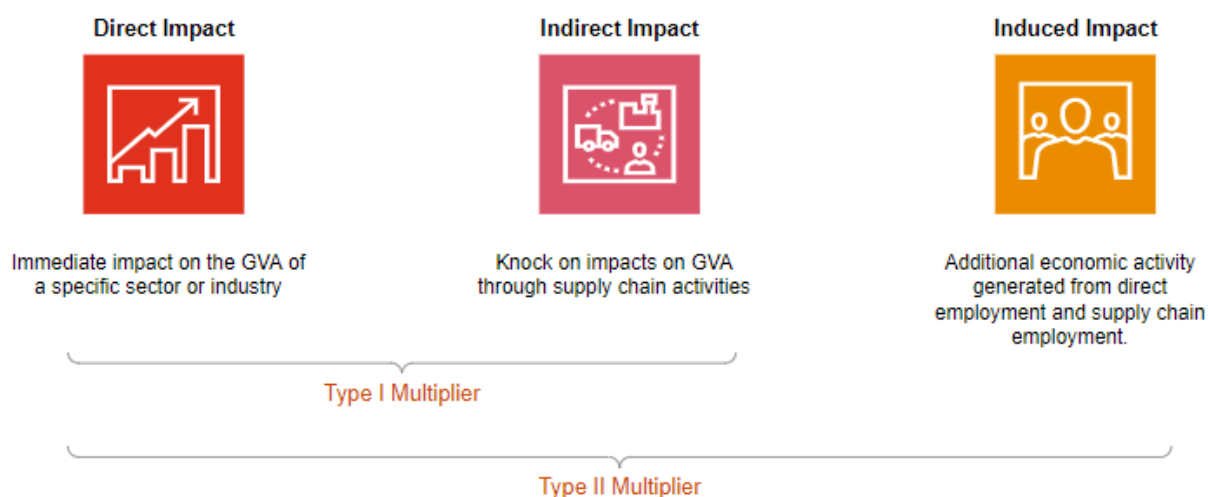 Direct Impact
Indirect Impact
Induced Impact
Immediate impact on the GVA of
a specific sector or industry
Knock on impacts on GVA
through supply chain activities
Additional economic activity
generated from direct
employment and supply chain
employment.
Type I Multiplier
Type II Multiplier